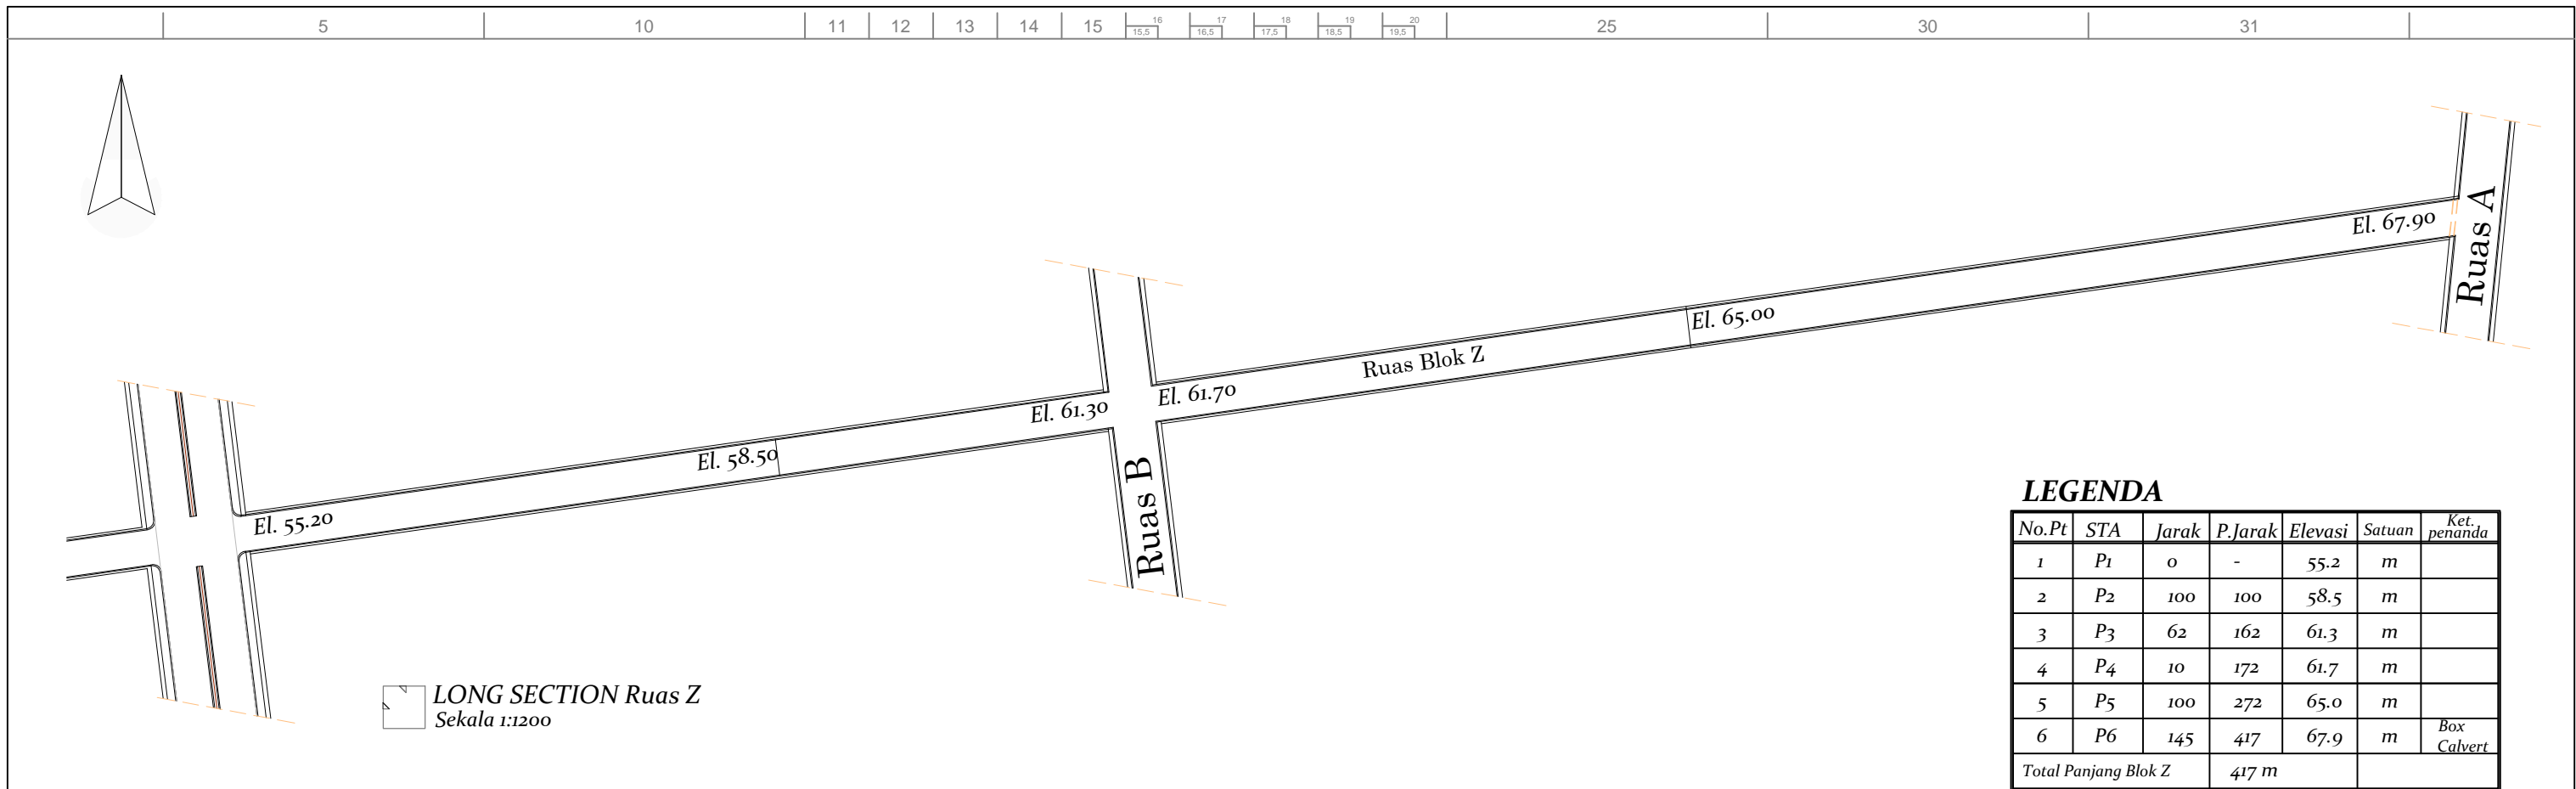 5 10 11 12 13 14 15 15,5 16 16,5 17 17,5 18 18,5 19 19,5 20 25 30 31
El. 67.90
Ruas A
El. 65.00
Ruas Blok Z
El. 61.70
El. 61.30
El. 58.50
Ruas B
El. 55.20
LONG SECTION Ruas Z
Sekala 1:1200
LEGENDA
No.Pt STA Jarak P.Jarak Elevasi Satuan Ket. penanda
1 P1 0 - 55.2 m
2 P2 100 100 58.5 m
3 P3 62 162 61.3 m
4 P4 10 172 61.7 m
5 P5 100 272 65.0 m
6 P6 145 417 67.9 m Box Calvert
Total Panjang Blok Z 417 m